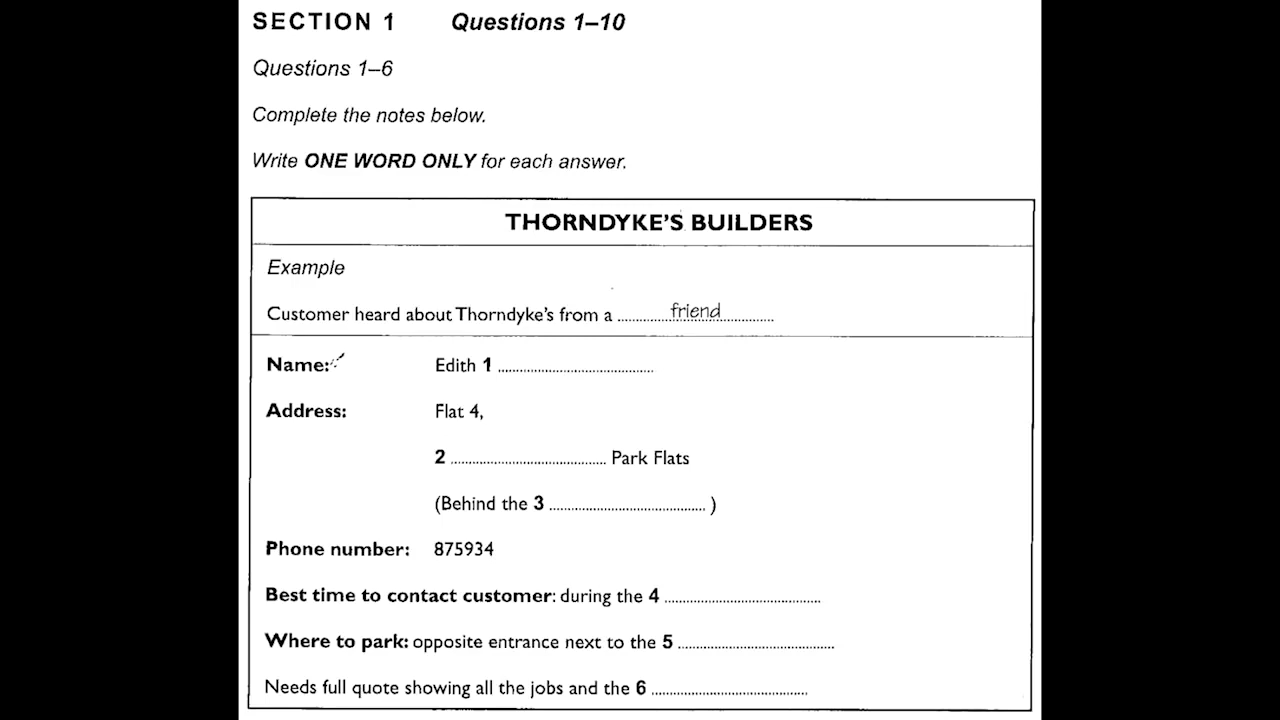 SECTION 1 Questions 1–10
Questions 1–6
Complete the notes below.
Write ONE WORD ONLY for each answer.
THORNDYKE'S BUILDERS
Example
Customer heard about Thorndyke's from a ..............friend..............
Name: Edith 1 ........................................
Address: Flat 4,
2 ........................................ Park Flats
(Behind the 3 ........................................ )
Phone number: 875934
Best time to contact customer: during the 4 ........................................
Where to park: opposite entrance next to the 5 ........................................
Needs full quote showing all the jobs and the 6 ........................................